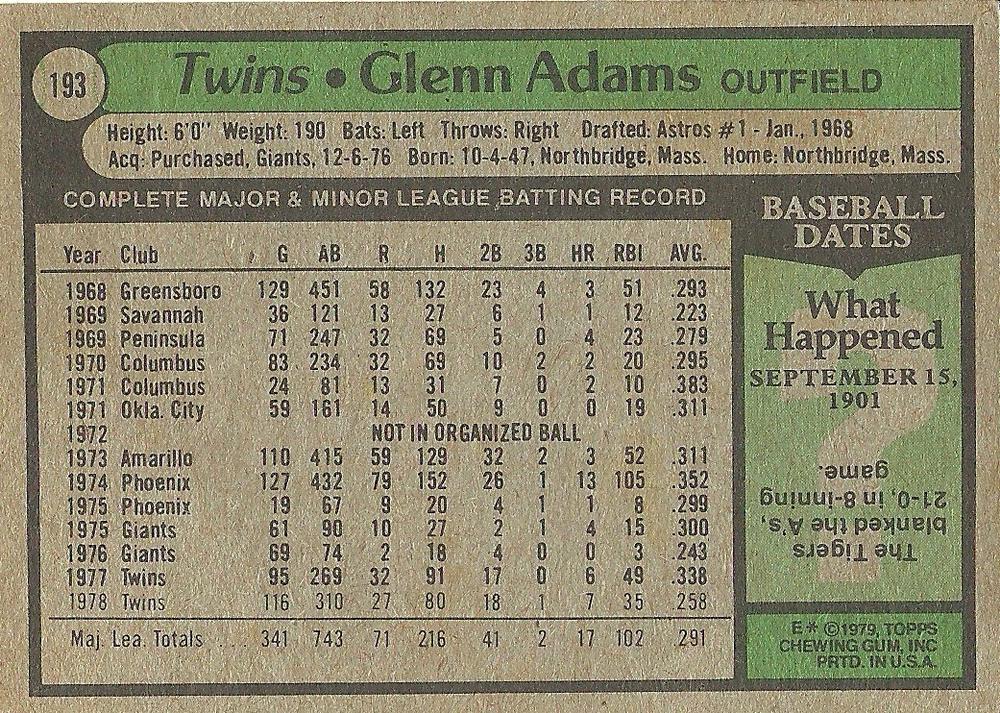 193
Twins • Glenn Adams OUTFIELD
Height: 6'0" Weight: 190 Bats: Left Throws: Right Drafted: Astros #1 - Jan., 1968
Acq: Purchased, Giants, 12-6-76 Born: 10-4-47, Northbridge, Mass. Home: Northbridge, Mass.
COMPLETE MAJOR & MINOR LEAGUE BATTING RECORD
Year Club G AB R H 2B 3B HR RBI AVG.
1968 Greensboro 129 451 58 132 23 4 3 51 .293
1969 Savannah 36 121 13 27 6 1 1 12 .223
1969 Peninsula 71 247 32 69 5 0 4 23 .279
1970 Columbus 83 234 32 69 10 2 2 20 .295
1971 Columbus 24 81 13 31 7 0 2 10 .383
1971 Okla. City 59 161 14 50 9 0 0 19 .311
1972 NOT IN ORGANIZED BALL
1973 Amarillo 110 415 59 129 32 2 3 52 .311
1974 Phoenix 127 432 79 152 26 1 13 105 .352
1975 Phoenix 19 67 9 20 4 1 1 8 .299
1975 Giants 61 90 10 27 2 1 4 15 .300
1976 Giants 69 74 2 18 4 0 0 3 .243
1977 Twins 95 269 32 91 17 0 6 49 .338
1978 Twins 116 310 27 80 18 1 7 35 .258
Maj. Lea. Totals .... 341 743 71 216 41 2 17 102 .291
BASEBALL
DATES
What
Happened
SEPTEMBER 15,
1901
The Tigers
blanked the A's,
21-0, in 8-inning
game.
E* ©1979, TOPPS
CHEWING GUM, INC
PRTD. IN U.S.A.